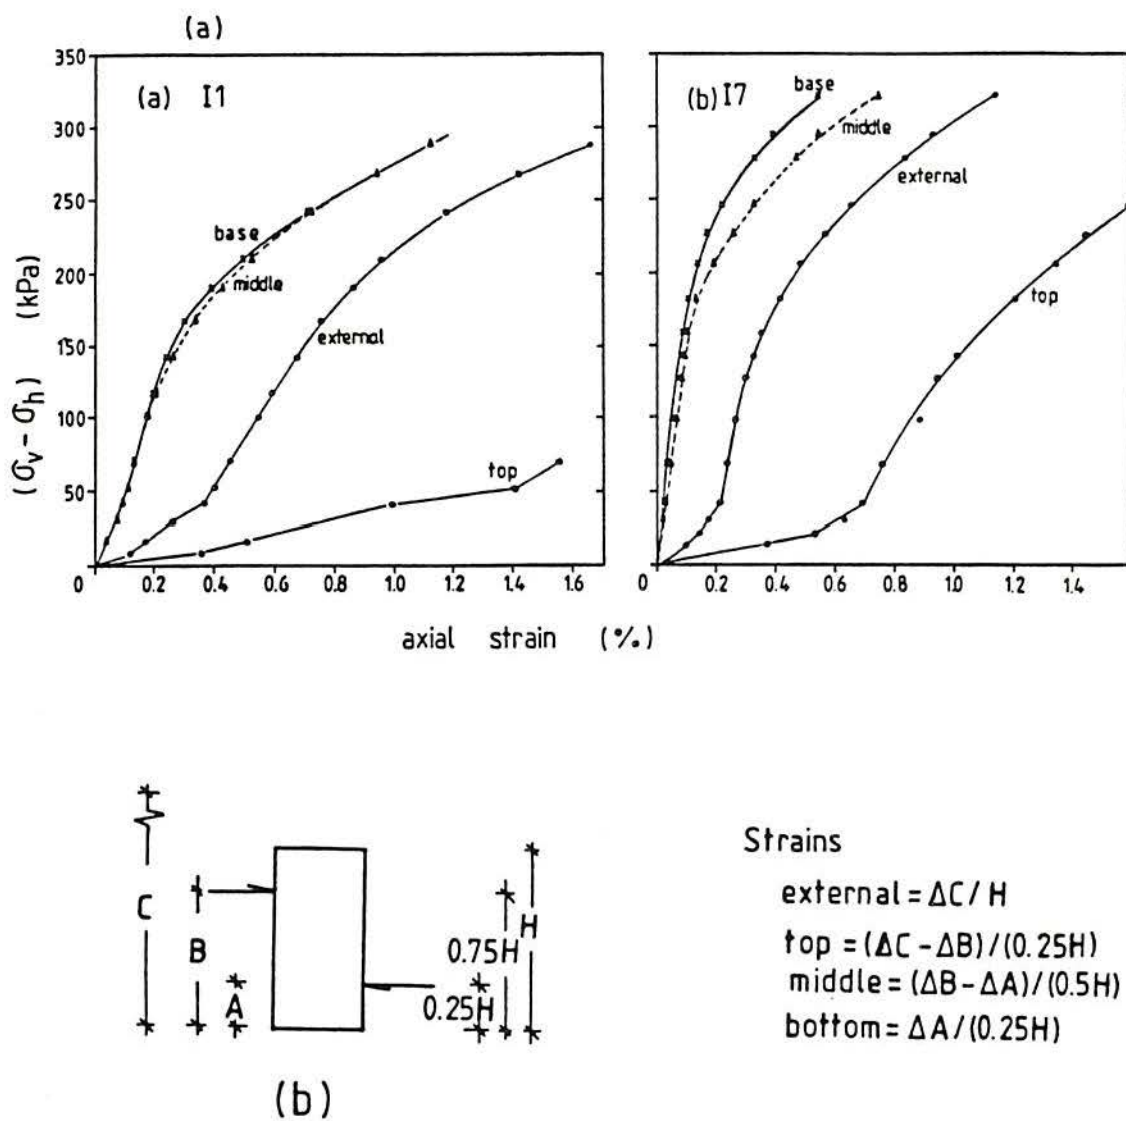 (a)
350
300
250
200
150
100
50
0
(σv - σh) (kPa)
(a) I1
base
middle
external
top
0.2 0.4 0.6 0.8 1.0 1.2 1.4 1.6
(b) I7
base
middle
external
top
0 0.2 0.4 0.6 0.8 1.0 1.2 1.4
axial strain (%)
C
B
A
0.75H
0.25H
H
(b)
Strains
external = ΔC / H
top = (ΔC - ΔB)/(0.25H)
middle = (ΔB - ΔA)/(0.5H)
bottom = ΔA/(0.25H)